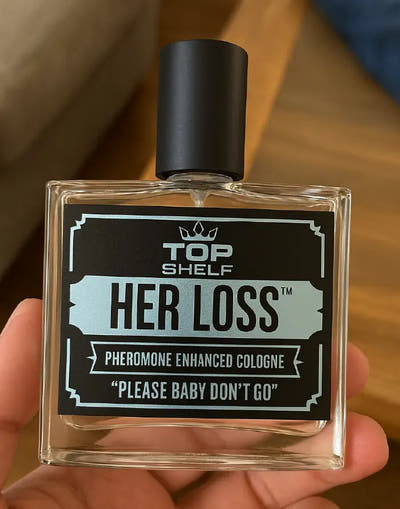 TOP
SHELF
HER LOSS™
PHEROMONE ENHANCED COLOGNE
“PLEASE BABY DON'T GO”